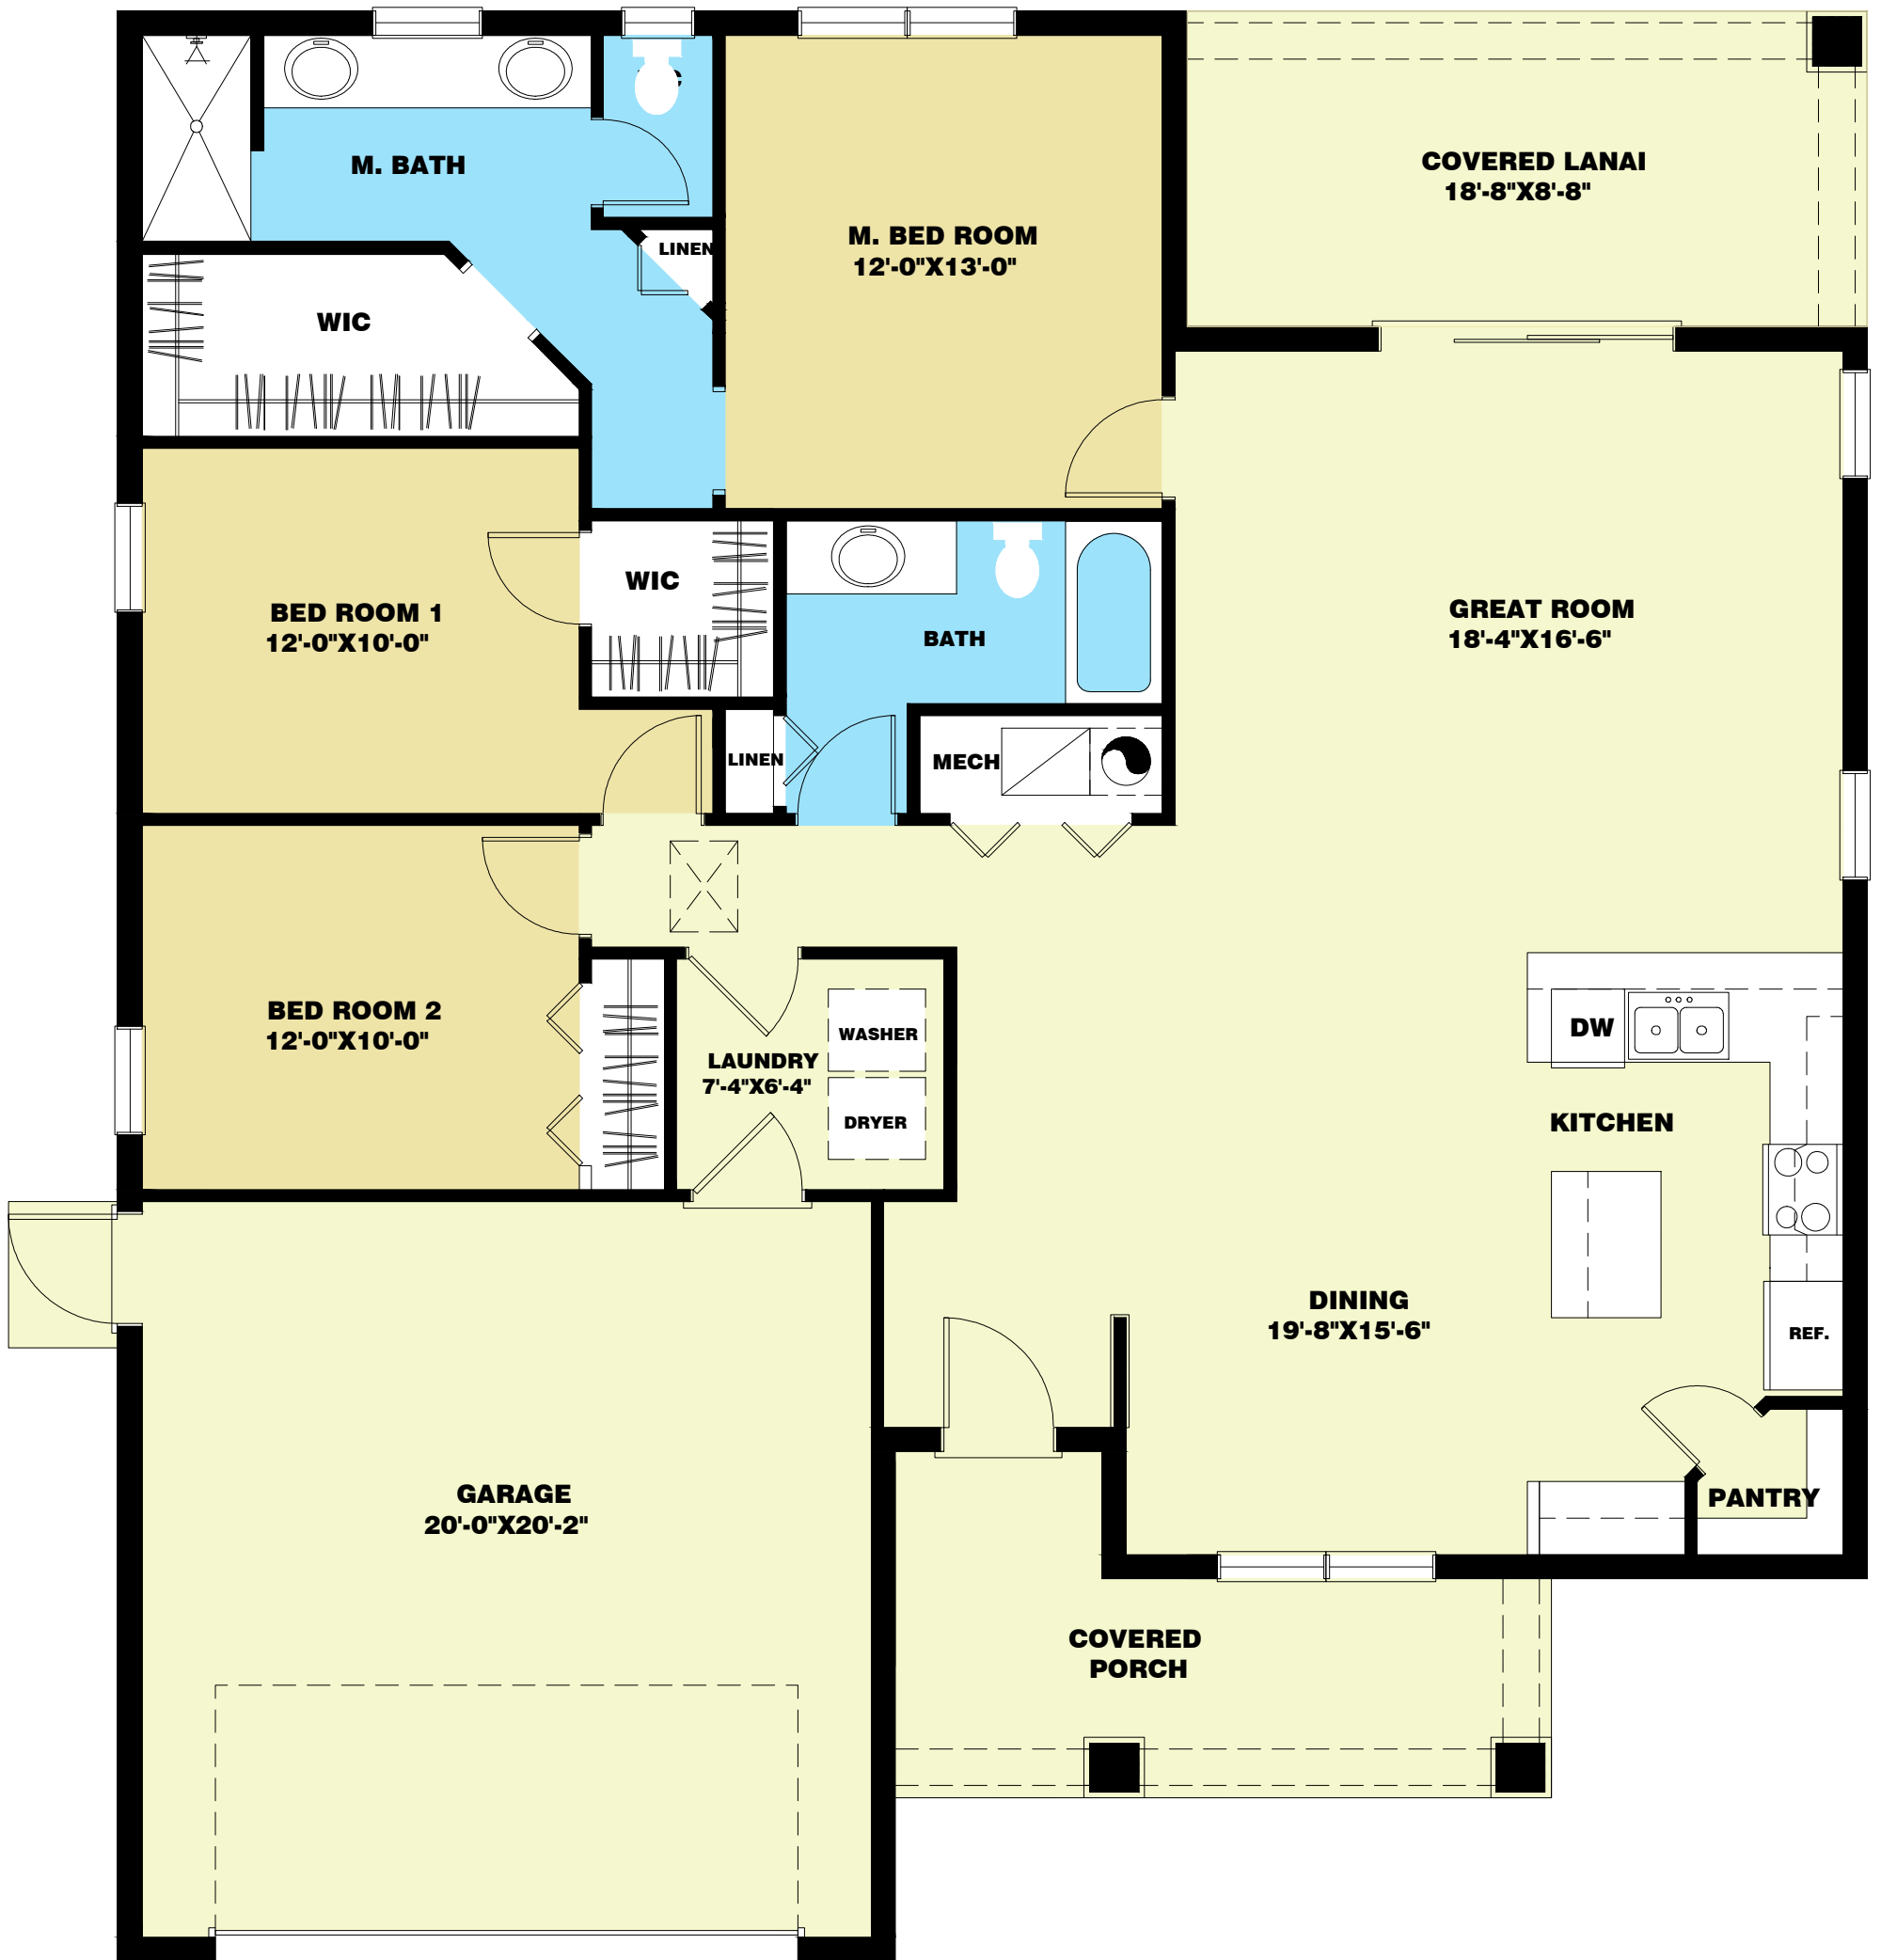 M. BATH
COVERED LANAI
18'-8"X8'-8"
M. BED ROOM
12'-0"X13'-0"
LINEN
WIC
BED ROOM 1
12'-0"X10'-0"
WIC
BATH
GREAT ROOM
18'-4"X16'-6"
LINEN
MECH
BED ROOM 2
12'-0"X10'-0"
LAUNDRY
7'-4"X6'-4"
WASHER
DRYER
DW
KITCHEN
DINING
19'-8"X15'-6"
REF.
PANTRY
GARAGE
20'-0"X20'-2"
COVERED
PORCH